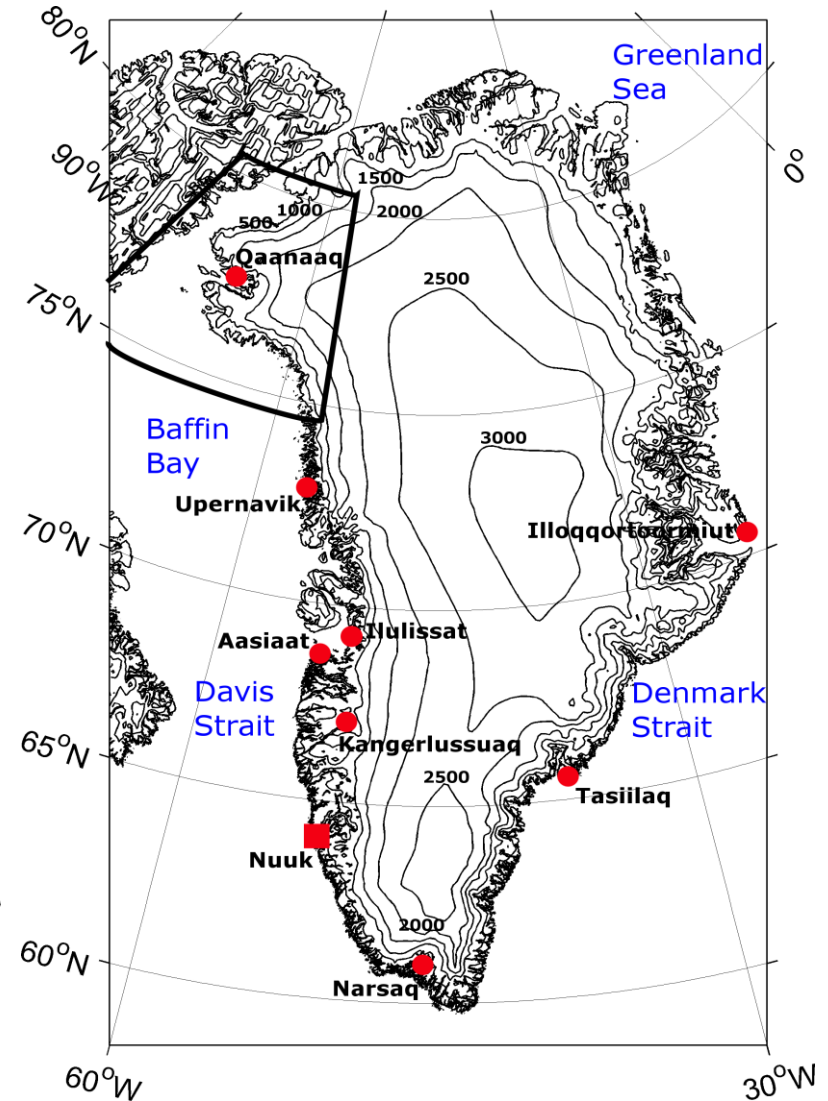 80°N
Greenland
Sea
90°W
0°
1500
1000
2000
500
Qaanaaq
2500
75°N
Baffin
Bay
3000
Upernavik
Illoqqortoormiut
70°N
Ilulissat
Aasiaat
Davis
Strait
Denmark
Strait
Kangerlussuaq
65°N
2500
Tasiilaq
Nuuk
2000
60°N
Narsaq
60°W
30°W